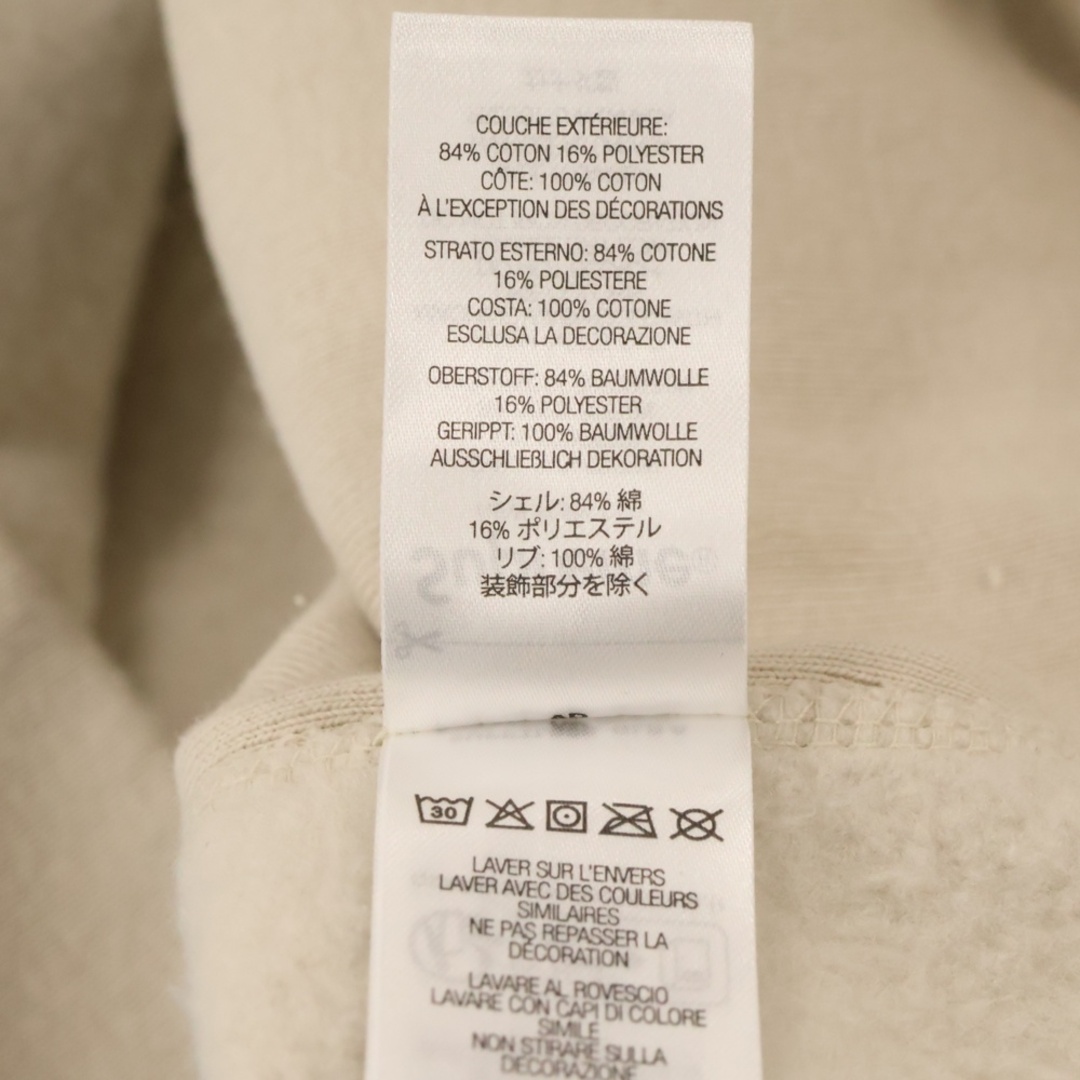 COUCHE EXTÉRIEURE:
84% COTON 16% POLYESTER
CÔTE: 100% COTON
À L'EXCEPTION DES DÉCORATIONS
STRATO ESTERNO: 84% COTONE
16% POLIESTERE
COSTA: 100% COTONE
ESCLUSA LA DECORAZIONE
OBERSTOFF: 84% BAUMWOLLE
16% POLYESTER
GERIPPT: 100% BAUMWOLLE
AUSSCHLIEßLICH DEKORATION
シェル: 84% 綿
16% ポリエステル
リブ: 100% 綿
装飾部分を除く
30
LAVER SUR L'ENVERS
LAVER AVEC DES COULEURS
SIMILAIRES
NE PAS REPASSER LA
DÉCORATION
LAVARE AL ROVESCIO
LAVARE CON CAPI DI COLORE
SIMILE
NON STIRARE SULLA
DECORAZIONE